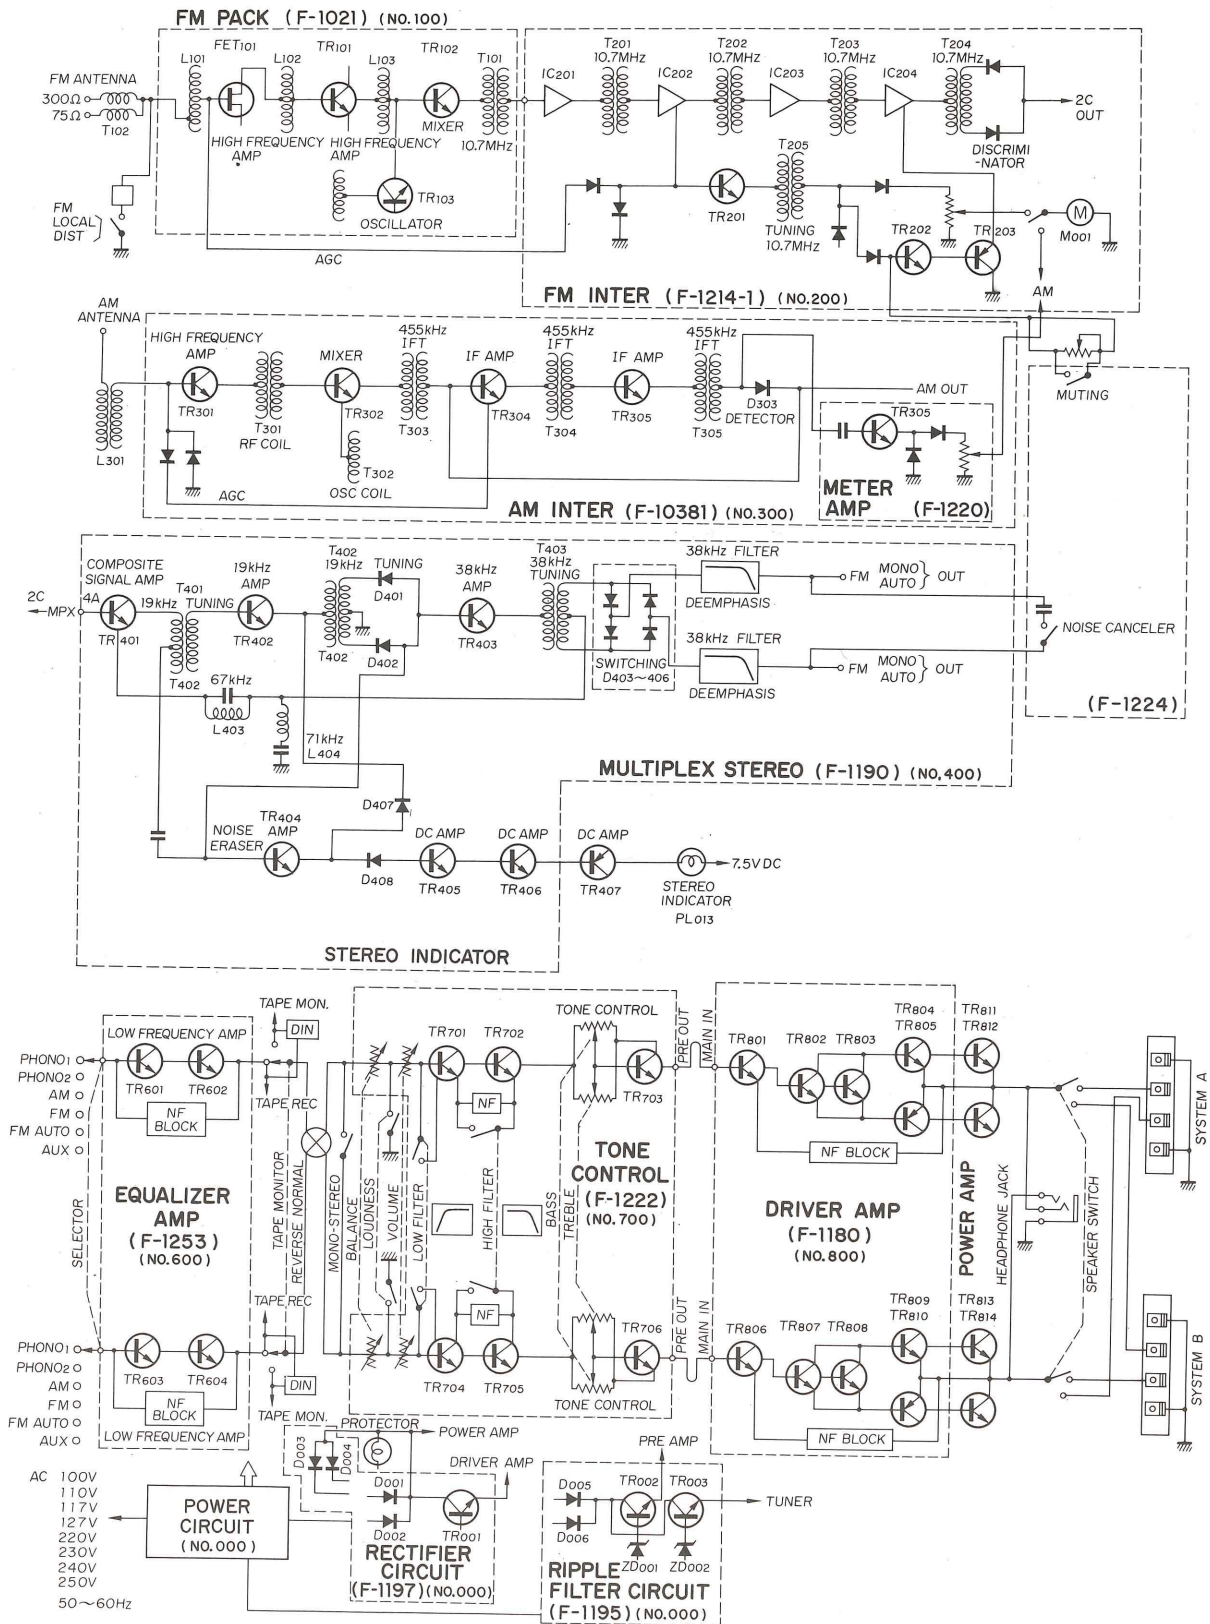 FM PACK (F-1021) (NO.100)
FET101
TR101
TR102
L101
L102
L103
T101
FM ANTENNA
300Ω
75Ω
T102
HIGH FREQUENCY
AMP
HIGH FREQUENCY
AMP
MIXER
10.7MHz
TR103
OSCILLATOR
FM
LOCAL
DIST
AGC
T201
10.7MHz
T202
10.7MHz
T203
10.7MHz
T204
10.7MHz
IC201
IC202
IC203
IC204
2C
OUT
DISCRIMI
-NATOR
T205
TR201
TUNING
10.7MHz
TR202
TR203
M
M001
AM
FM INTER (F-1214-1) (NO.200)
AM
ANTENNA
L301
HIGH FREQUENCY
AMP
TR301
T301
RF COIL
MIXER
TR302
T302
OSC COIL
455kHz
IFT
T303
IF AMP
TR304
455kHz
IFT
T304
IF AMP
TR305
455kHz
IFT
T305
D303
DETECTOR
AM OUT
TR305
METER
AMP (F-1220)
MUTING
AGC
AM INTER (F-10381) (NO.300)
COMPOSITE
SIGNAL AMP
2C
MPX
4A
TR401
19kHz
T401
TUNING
T402
19kHz
AMP
TR402
T402
19kHz
TUNING
D401
D402
T402
38kHz
AMP
TR403
T403
38kHz
TUNING
SWITCHING
D403~406
38kHz FILTER
DEEMPHASIS
FM MONO
AUTO } OUT
38kHz FILTER
DEEMPHASIS
FM MONO
AUTO } OUT
NOISE CANCELER
(F-1224)
67kHz
L403
71kHz
L404
MULTIPLEX STEREO (F-1190) (NO,400)
D407
TR404
AMP
NOISE
ERASER
D408
DC AMP
TR405
DC AMP
TR406
DC AMP
TR407
7.5V DC
STEREO
INDICATOR
PL013
STEREO INDICATOR
TAPE MON.
DIN
LOW FREQUENCY AMP
PHONO1
PHONO2
AM
FM
FM AUTO
AUX
TR601
TR602
NF
BLOCK
TAPE REC
SELECTOR
EQUALIZER
AMP
(F-1253)
(NO.600)
TAPE MONITOR
REVERSE NORMAL
MONO-STEREO
BALANCE
LOUDNESS
VOLUME
LOW FILTER
HIGH FILTER
BASS
TREBLE
TR701
TR702
NF
TONE CONTROL
TR703
TONE
CONTROL
(F-1222)
(NO.700)
PRE OUT
MAIN IN
TR801
TR802
TR803
TR804
TR805
TR811
TR812
NF BLOCK
DRIVER AMP
(F-1180)
(NO.800)
POWER AMP
HEADPHONE JACK
SPEAKER SWITCH
SYSTEM A
PHONO1
PHONO2
AM
FM
FM AUTO
AUX
TR603
TR604
NF
BLOCK
LOW FREQUENCY AMP
TAPE REC
DIN
TAPE MON.
NF
TR704
TR705
TR706
TONE CONTROL
PRE OUT
MAIN IN
TR806
TR807
TR808
TR809
TR810
TR813
TR814
NF BLOCK
SYSTEM B
AC 100V
110V
117V
127V
220V
230V
240V
250V
50~60Hz
POWER
CIRCUIT
(NO.000)
PROTECTOR
D003
D004
POWER AMP
DRIVER AMP
D001
D002
TR001
RECTIFIER
CIRCUIT
(F-1197)(NO.000)
PRE AMP
D005
D006
TR002
TR003
TUNER
ZD001
ZD002
RIPPLE
FILTER CIRCUIT
(F-1195)(NO.000)